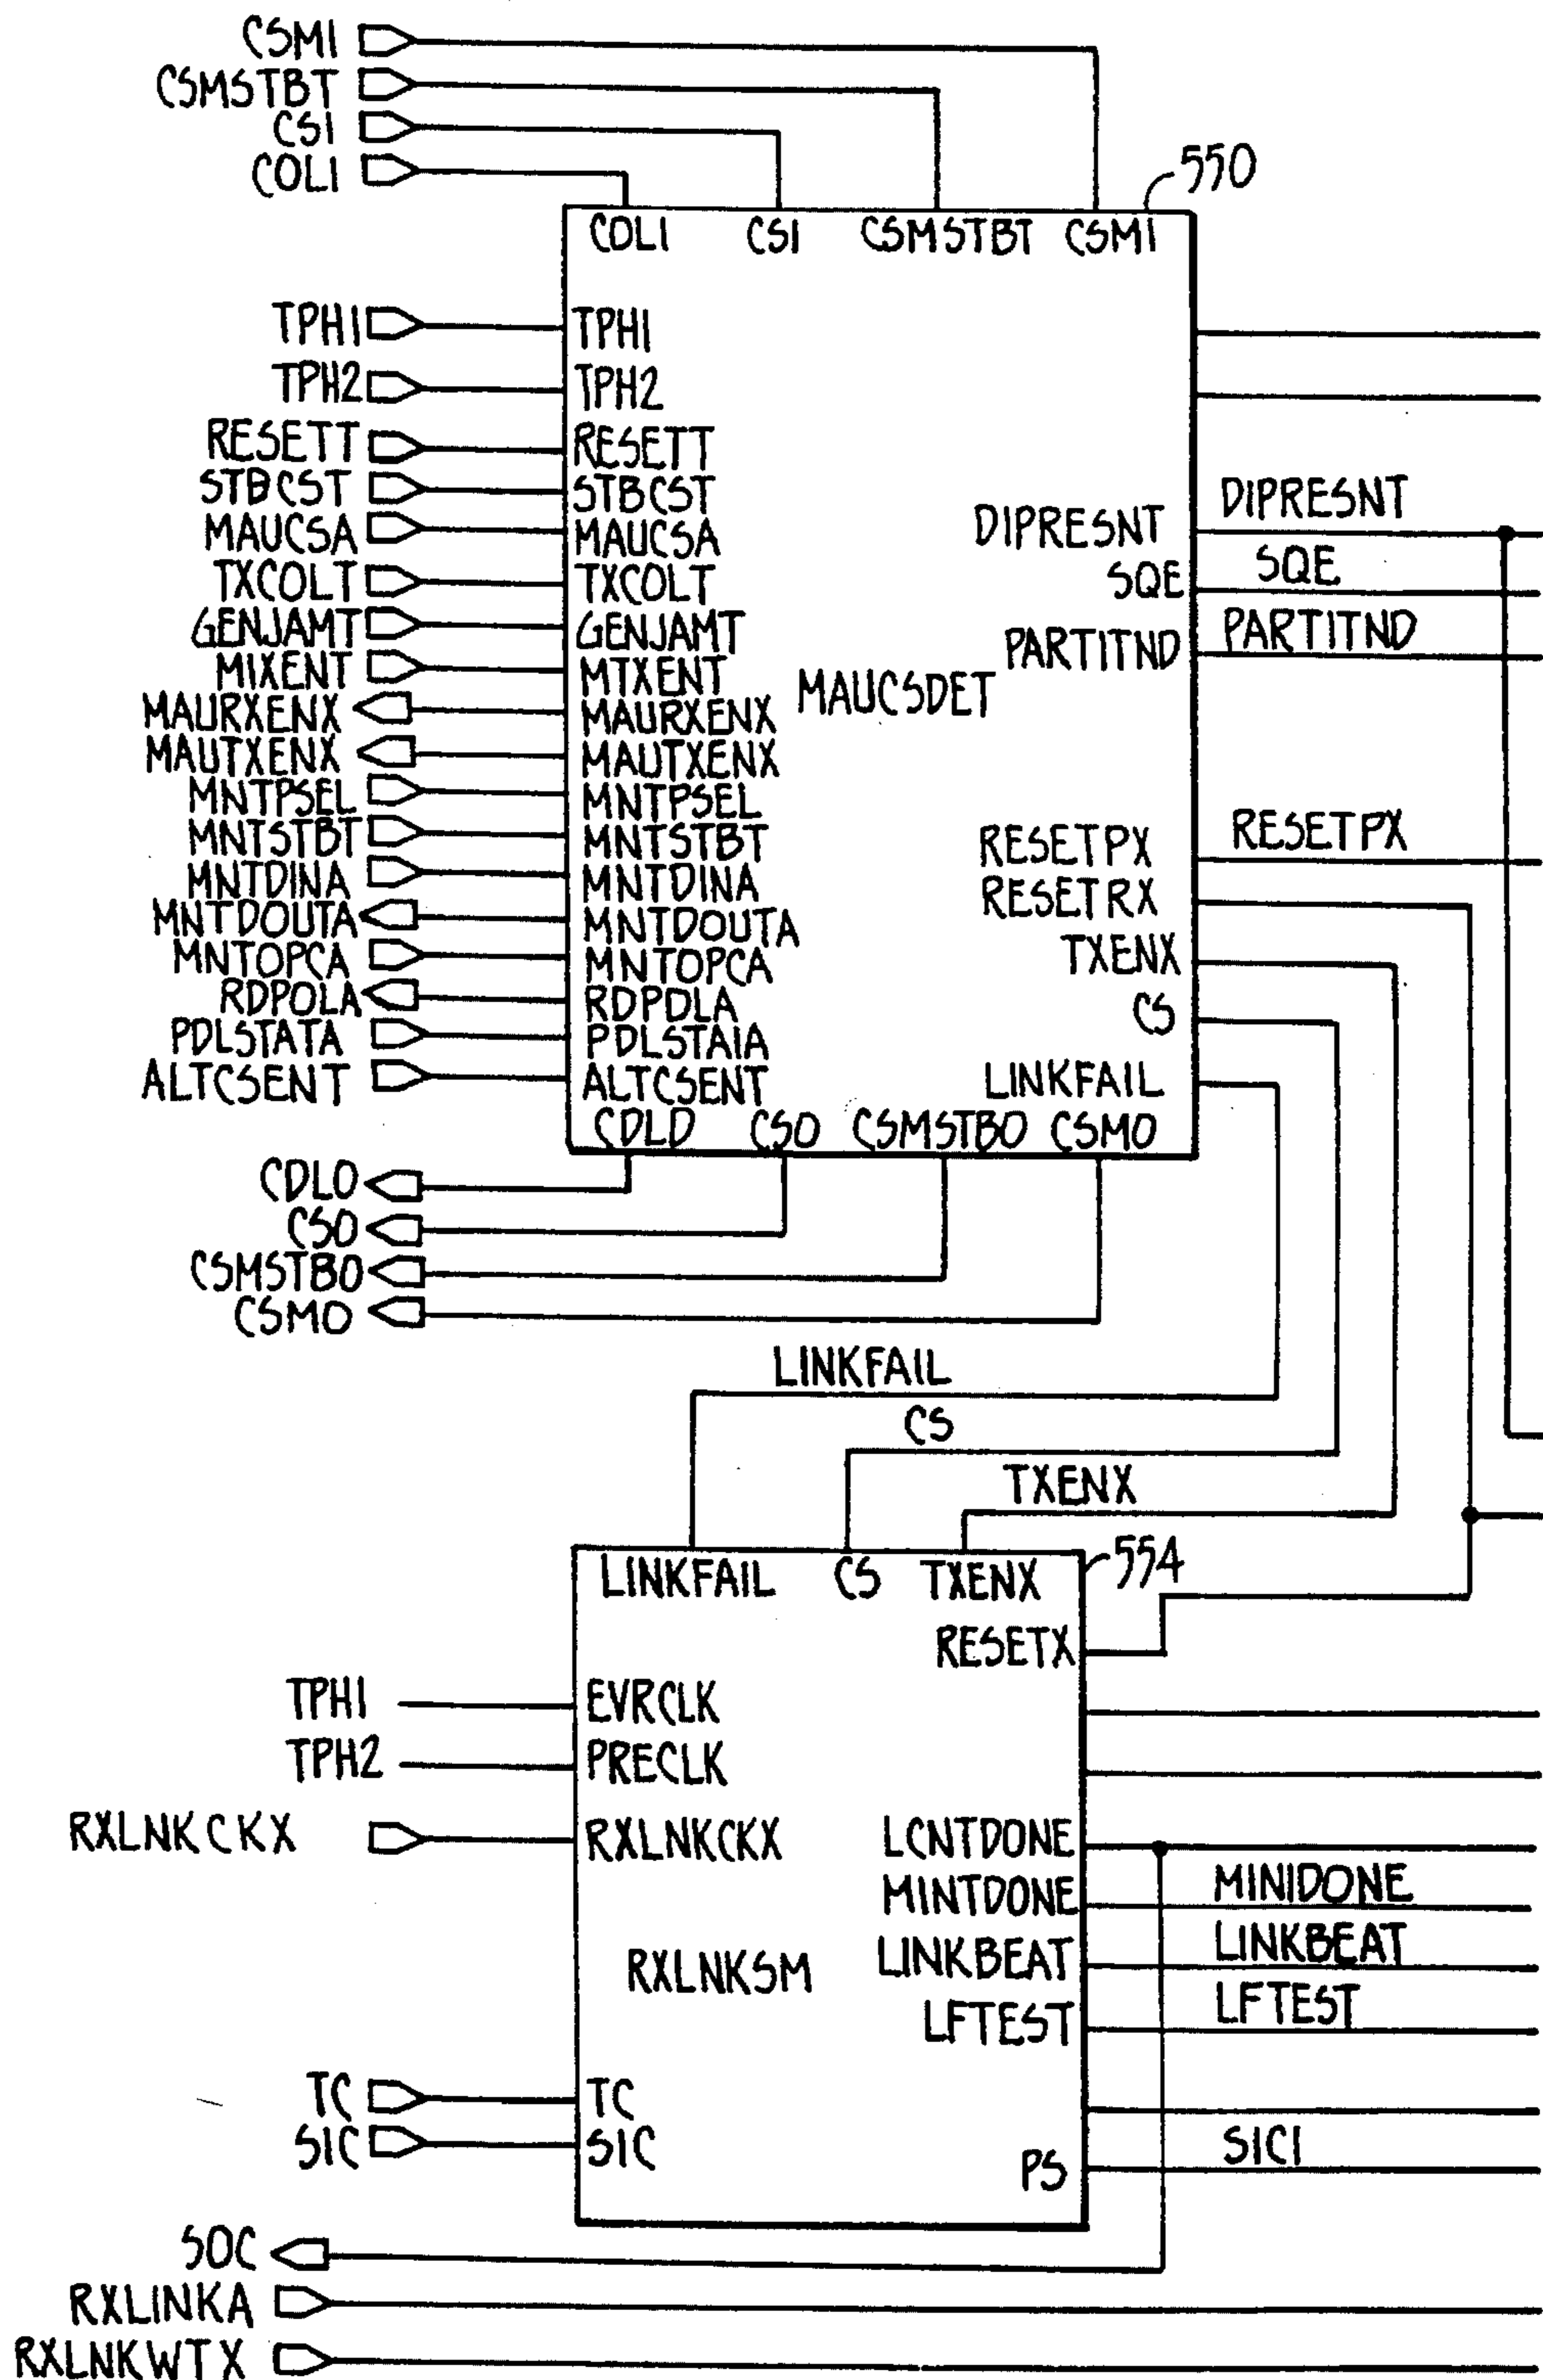 CSMI
CSMSTBT
CSI
COLI
550
COLI CSI CSMSTBT CSMI
TPH1 TPH1
TPH2 TPH2
RESETT RESETT
STBCST STBCST
DIPRESNT DIPRESNT
MAUCSA MAUCSA
TXCOLT TXCOLT SQE SQE
GENJAMT GENJAMT
PARTITND PARTITND
MIXENT MTXENT
MAUCSDET
MAURXENX MAURXENX
MAUTXENX MAUTXENX
MNTPSEL MNTPSEL
MNTSTBT MNTSTBT
RESETPX RESETPX
MNTDINA MNTDINA
RESETRX
MNTDOUTA MNTDOUTA
MNTOPCA MNTOPCA
TXENX
RDPOLA RDPDLA
CS
PDLSTATA PDLSTAIA
ALTCSENT ALTCSENT
LINKFAIL
CDLD CSO CSMSTBO CSMO
CDLO
CSO
CSMSTBO
CSMO
LINKFAIL
CS
TXENX
554
LINKFAIL CS TXENX
RESETX
TPH1 EVRCLK
TPH2 PRECLK
RXLNKCKX RXLNKCKX LCNTDONE
MINTDONE MINIDONE
LINKBEAT LINKBEAT
RXLNKSM
LFTEST LFTEST
TC TC
SIC SIC
PS SICI
SOC
RXLINKA
RXLNKWTX